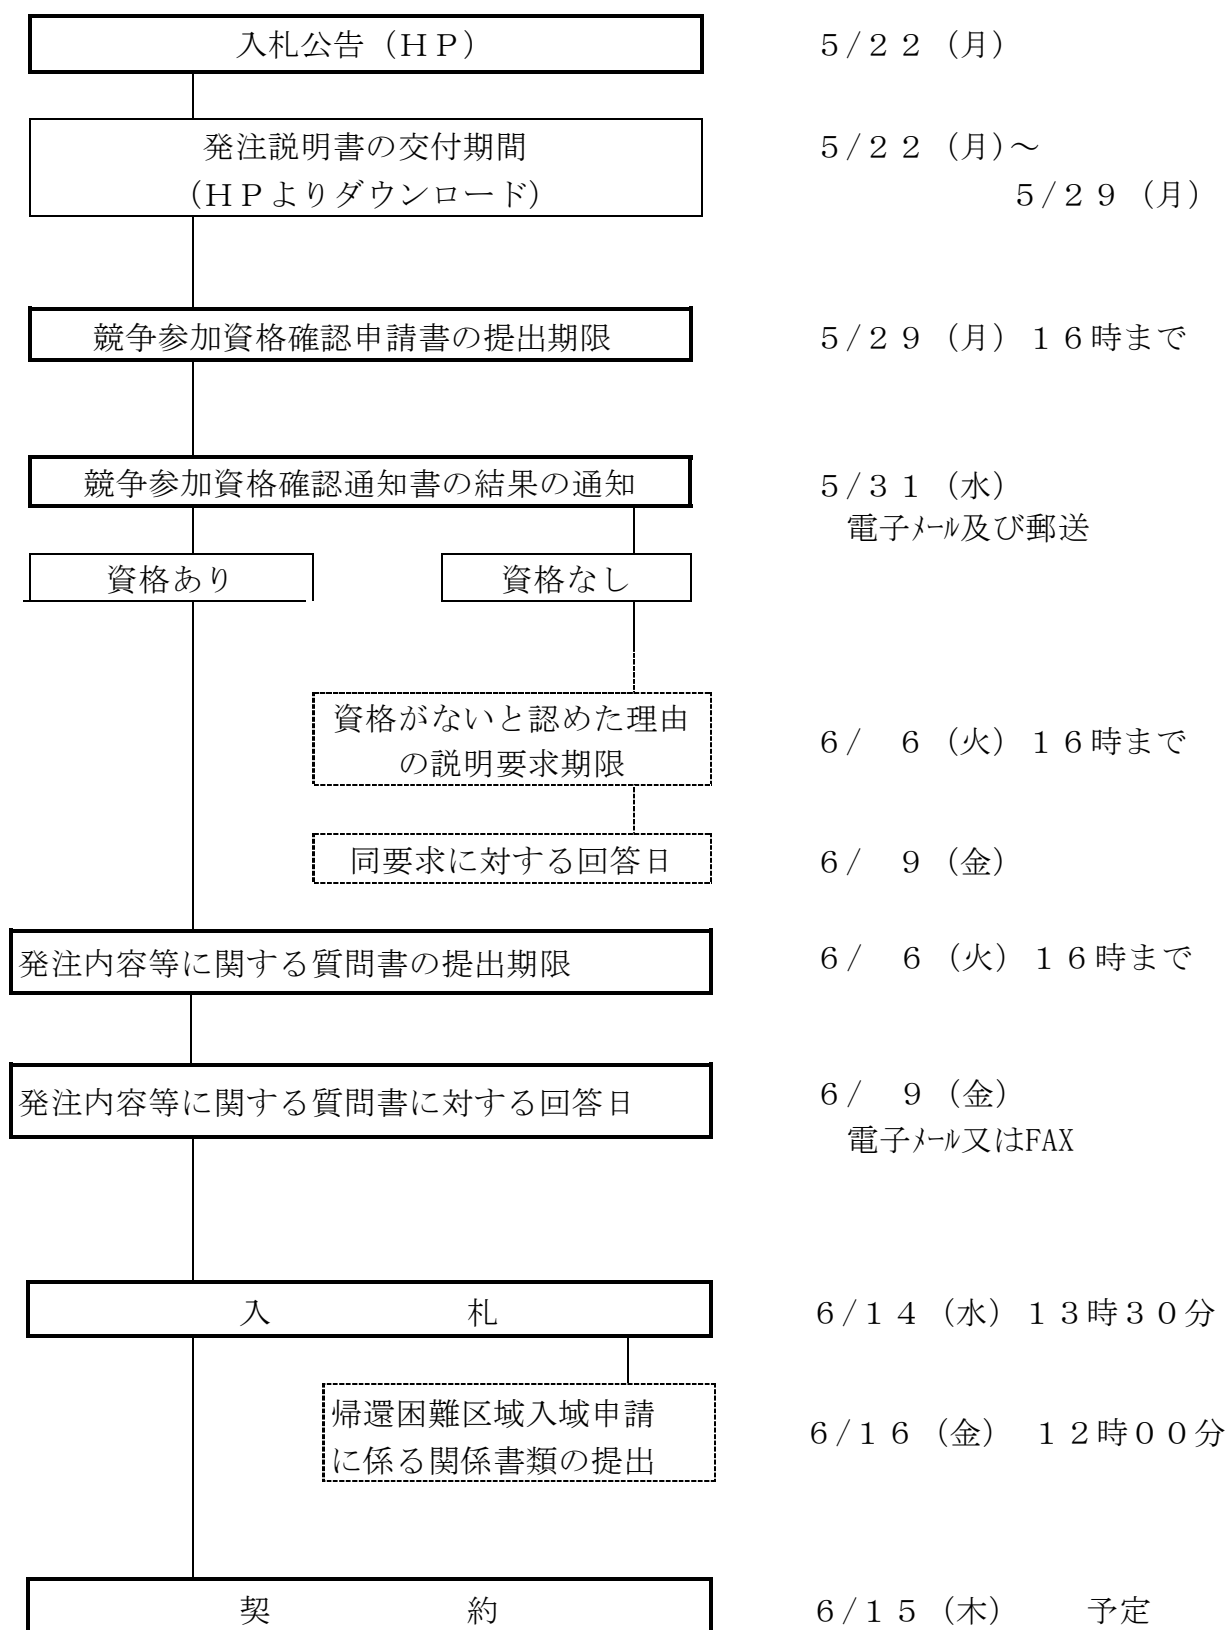 入札公告（ＨＰ）　５/２２（月）
発注説明書の交付期間　５/２２（月）～
（ＨＰよりダウンロード）　５/２９（月）
競争参加資格確認申請書の提出期限　５/２９（月）１６時まで
競争参加資格確認通知書の結果の通知　５/３１（水）
電子ﾒｰﾙ及び郵送
資格あり　資格なし
資格がないと認めた理由
の説明要求期限
６/　６（火）１６時まで
同要求に対する回答日　６/　９（金）
発注内容等に関する質問書の提出期限　６/　６（火）１６時まで
発注内容等に関する質問書に対する回答日　６/　９（金）
電子ﾒｰﾙ又はFAX
入　札　６/１４（水）１３時３０分
帰還困難区域入域申請
に係る関係書類の提出
６/１６（金）　１２時００分
契　約　６/１５（木）　予定